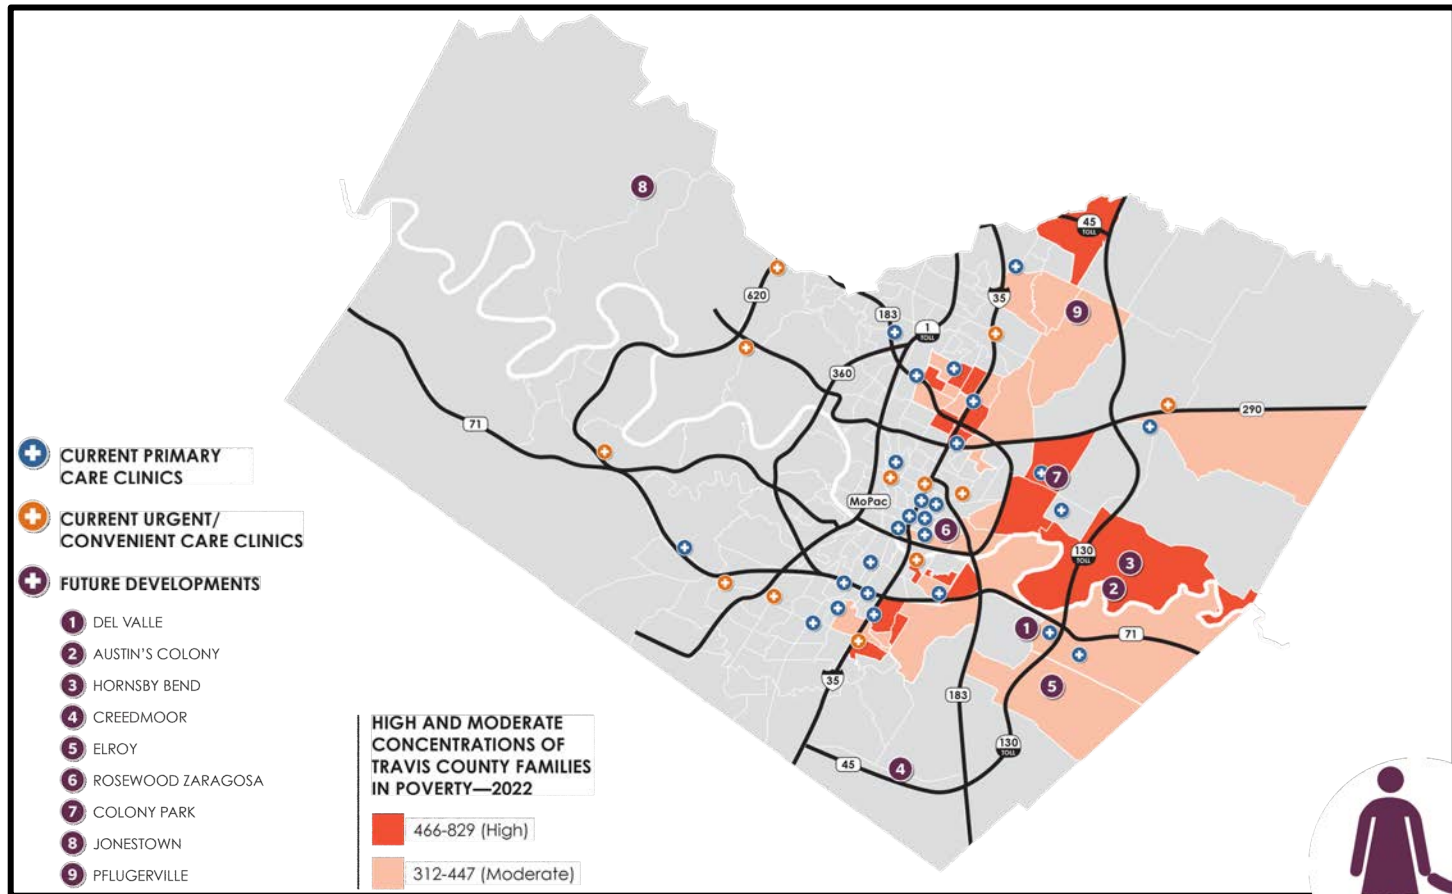 8
45
TOLL
35
9
620
183
1
TOLL
360
71
290
7
MoPac
6
130
TOLL
3
2
1
71
5
35
183
130
TOLL
45
4
CURRENT PRIMARY
CARE CLINICS
CURRENT URGENT/
CONVENIENT CARE CLINICS
FUTURE DEVELOPMENTS
1 DEL VALLE
2 AUSTIN'S COLONY
3 HORNSBY BEND
4 CREEDMOOR
5 ELROY
6 ROSEWOOD ZARAGOSA
7 COLONY PARK
8 JONESTOWN
9 PFLUGERVILLE
HIGH AND MODERATE
CONCENTRATIONS OF
TRAVIS COUNTY FAMILIES
IN POVERTY—2022
466-829 (High)
312-447 (Moderate)